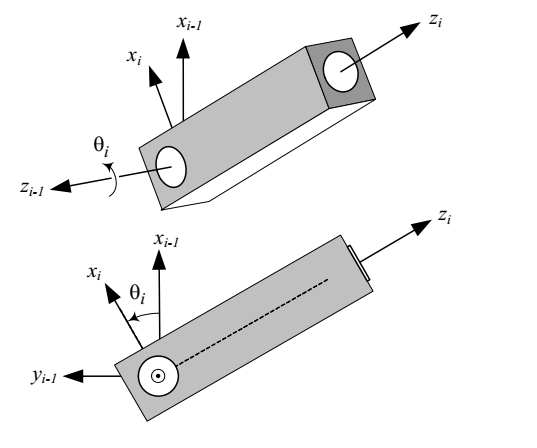 x_{i-1}
z_i
x_i
θ_i
z_{i-1}
x_{i-1}
z_i
x_i
θ_i
y_{i-1}